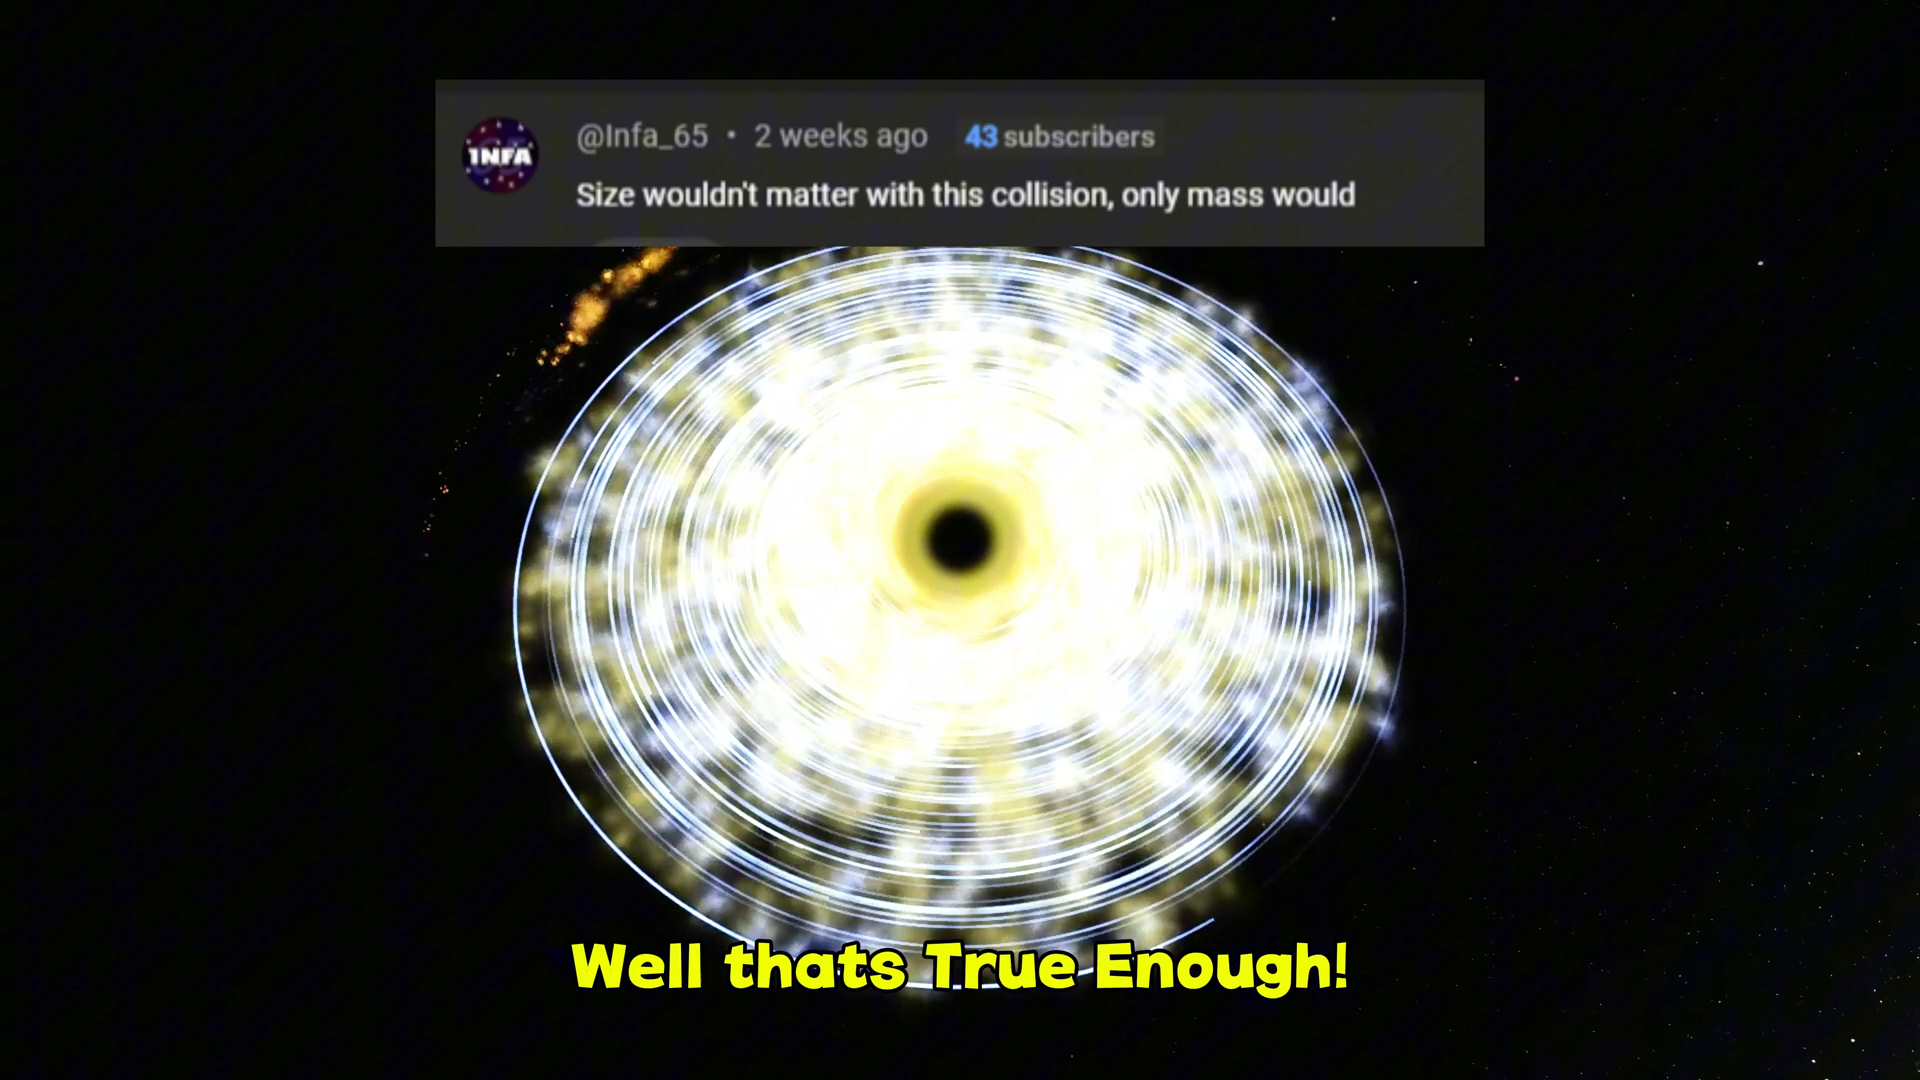 INFA
@Infa_65 • 2 weeks ago 43 subscribers
Size wouldn't matter with this collision, only mass would
Well thats True Enough!